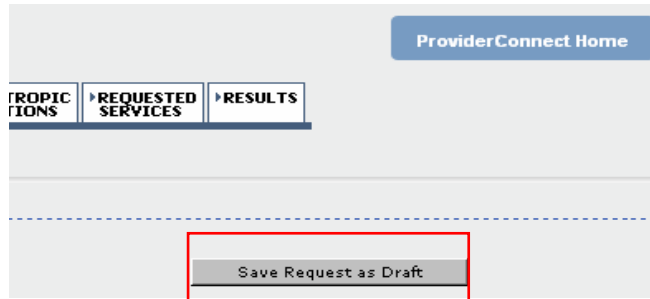 ProviderConnect Home
TROPIC REQUESTED RESULTS
TIONS SERVICES
Save Request as Draft